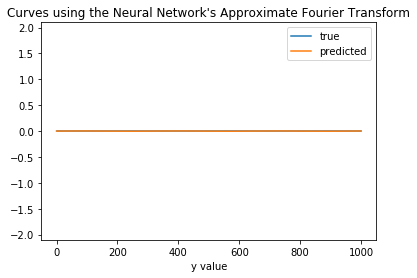 Curves using the Neural Network's Approximate Fourier Transform
true
predicted
2.0
1.5
1.0
0.5
0.0
-0.5
-1.0
-1.5
-2.0
0 200 400 600 800 1000
y value